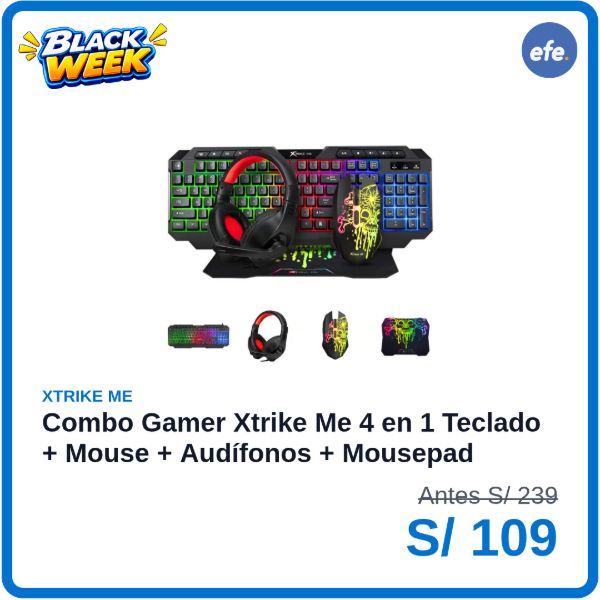 BLACK
WEEK
efe.
XTRIKE ME
Combo Gamer Xtrike Me 4 en 1 Teclado
+ Mouse + Audífonos + Mousepad
Antes S/ 239
S/ 109